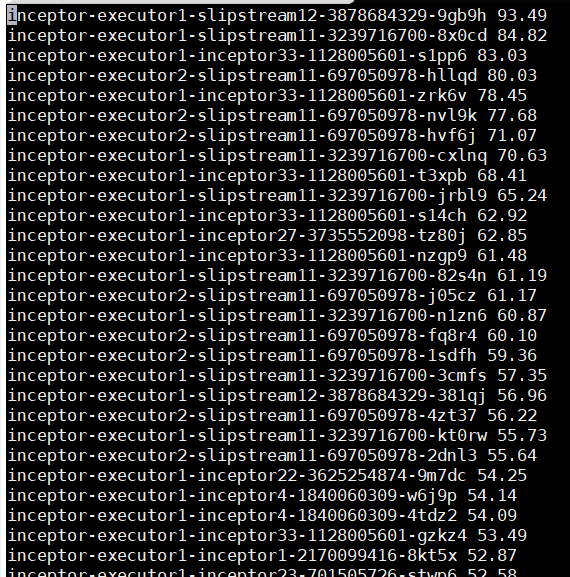 inceptor-executor1-slipstream12-3878684329-9gb9h 93.49
inceptor-executor1-slipstream11-3239716700-8x0cd 84.82
inceptor-executor1-inceptor33-1128005601-s1pp6 83.03
inceptor-executor2-slipstream11-697050978-hllqd 80.03
inceptor-executor1-inceptor33-1128005601-zrk6v 78.45
inceptor-executor2-slipstream11-697050978-nvl9k 77.68
inceptor-executor2-slipstream11-697050978-hvf6j 71.07
inceptor-executor1-slipstream11-3239716700-cxlnq 70.63
inceptor-executor1-inceptor33-1128005601-t3xpb 68.41
inceptor-executor1-slipstream11-3239716700-jrbl9 65.24
inceptor-executor1-inceptor33-1128005601-s14ch 62.92
inceptor-executor1-inceptor27-3735552098-tz80j 62.85
inceptor-executor1-inceptor33-1128005601-nzgp9 61.48
inceptor-executor1-slipstream11-3239716700-82s4n 61.19
inceptor-executor2-slipstream11-697050978-j05cz 61.17
inceptor-executor1-slipstream11-3239716700-n1zn6 60.87
inceptor-executor2-slipstream11-697050978-fq8r4 60.10
inceptor-executor2-slipstream11-697050978-1sdfh 59.36
inceptor-executor1-slipstream11-3239716700-3cmfs 57.35
inceptor-executor1-slipstream12-3878684329-381qj 56.96
inceptor-executor2-slipstream11-697050978-4zt37 56.22
inceptor-executor1-slipstream11-3239716700-kt0rw 55.73
inceptor-executor2-slipstream11-697050978-2dnl3 55.64
inceptor-executor1-inceptor22-3625254874-9m7dc 54.25
inceptor-executor1-inceptor4-1840060309-w6j9p 54.14
inceptor-executor1-inceptor4-1840060309-4tdz2 54.09
inceptor-executor1-inceptor33-1128005601-gzkz4 53.49
inceptor-executor1-inceptor1-2170099416-8kt5x 52.87
inceptor-executor1-inceptor23-701505726-stwp6 52.58